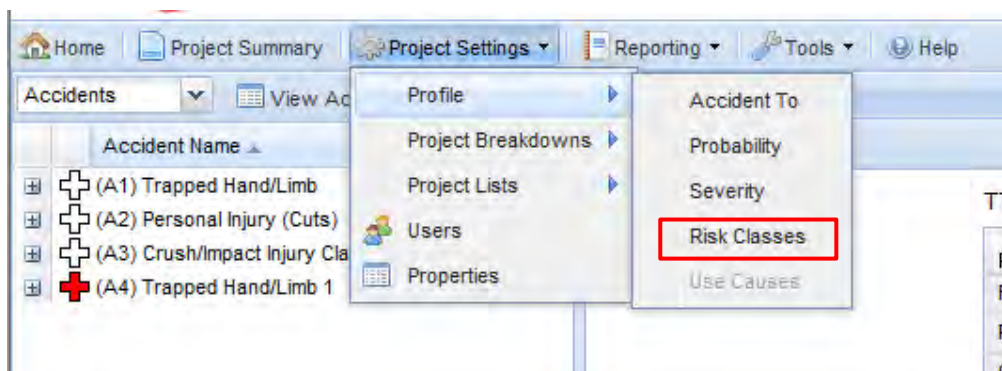 Home Project Summary Project Settings Reporting Tools Help
Accidents View Ac
Accident Name
(A1) Trapped Hand/Limb
(A2) Personal Injury (Cuts)
(A3) Crush/Impact Injury Cla
(A4) Trapped Hand/Limb 1
Profile
Project Breakdowns
Project Lists
Users
Properties
Accident To
Probability
Severity
Risk Classes
Use Causes